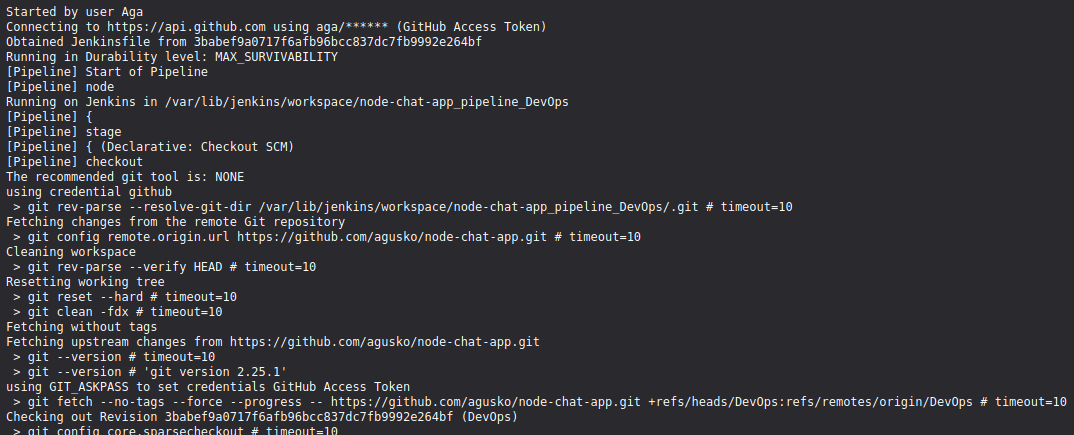 Started by user Aga
Connecting to https://api.github.com using aga/****** (GitHub Access Token)
Obtained Jenkinsfile from 3babef9a0717f6afb96bcc837dc7fb9992e264bf
Running in Durability level: MAX_SURVIVABILITY
[Pipeline] Start of Pipeline
[Pipeline] node
Running on Jenkins in /var/lib/jenkins/workspace/node-chat-app_pipeline_DevOps
[Pipeline] {
[Pipeline] stage
[Pipeline] { (Declarative: Checkout SCM)
[Pipeline] checkout
The recommended git tool is: NONE
using credential github
 > git rev-parse --resolve-git-dir /var/lib/jenkins/workspace/node-chat-app_pipeline_DevOps/.git # timeout=10
Fetching changes from the remote Git repository
 > git config remote.origin.url https://github.com/agusko/node-chat-app.git # timeout=10
Cleaning workspace
 > git rev-parse --verify HEAD # timeout=10
Resetting working tree
 > git reset --hard # timeout=10
 > git clean -fdx # timeout=10
Fetching without tags
Fetching upstream changes from https://github.com/agusko/node-chat-app.git
 > git --version # timeout=10
 > git --version # 'git version 2.25.1'
using GIT_ASKPASS to set credentials GitHub Access Token
 > git fetch --no-tags --force --progress -- https://github.com/agusko/node-chat-app.git +refs/heads/DevOps:refs/remotes/origin/DevOps # timeout=10
Checking out Revision 3babef9a0717f6afb96bcc837dc7fb9992e264bf (DevOps)
 > git config core.sparsecheckout # timeout=10